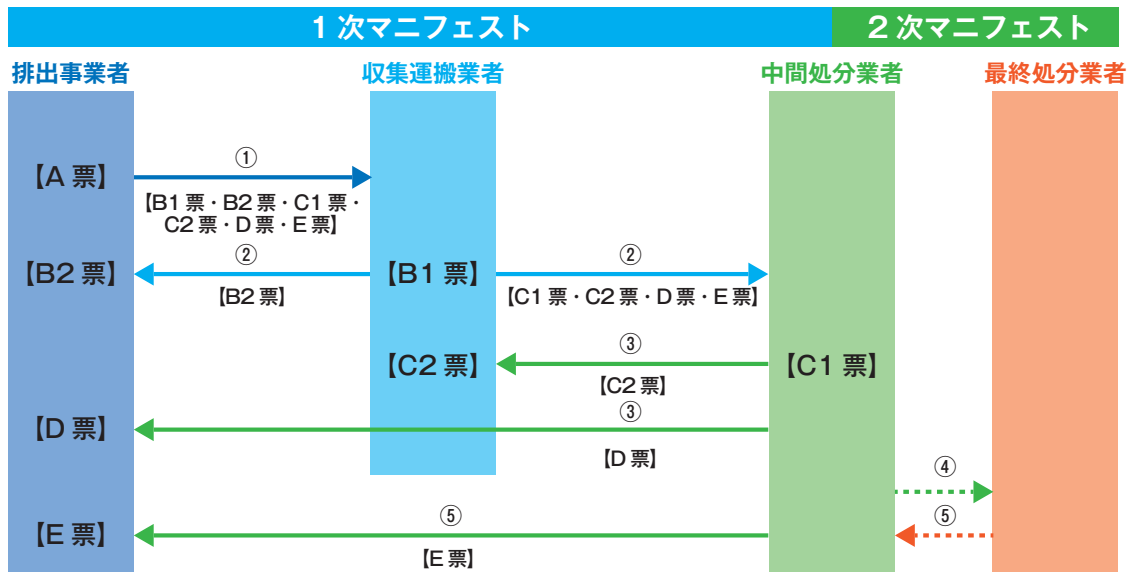 1次マニフェスト
2次マニフェスト
排出事業者
収集運搬業者
中間処分業者
最終処分業者
①
【A票】
【B1票・B2票・C1票・
C2票・D票・E票】
②
②
【B2票】
【B1票】
【B2票】
【C1票・C2票・D票・E票】
③
【C2票】
【C1票】
【C2票】
③
【D票】
【D票】
④
⑤
⑤
【E票】
【E票】